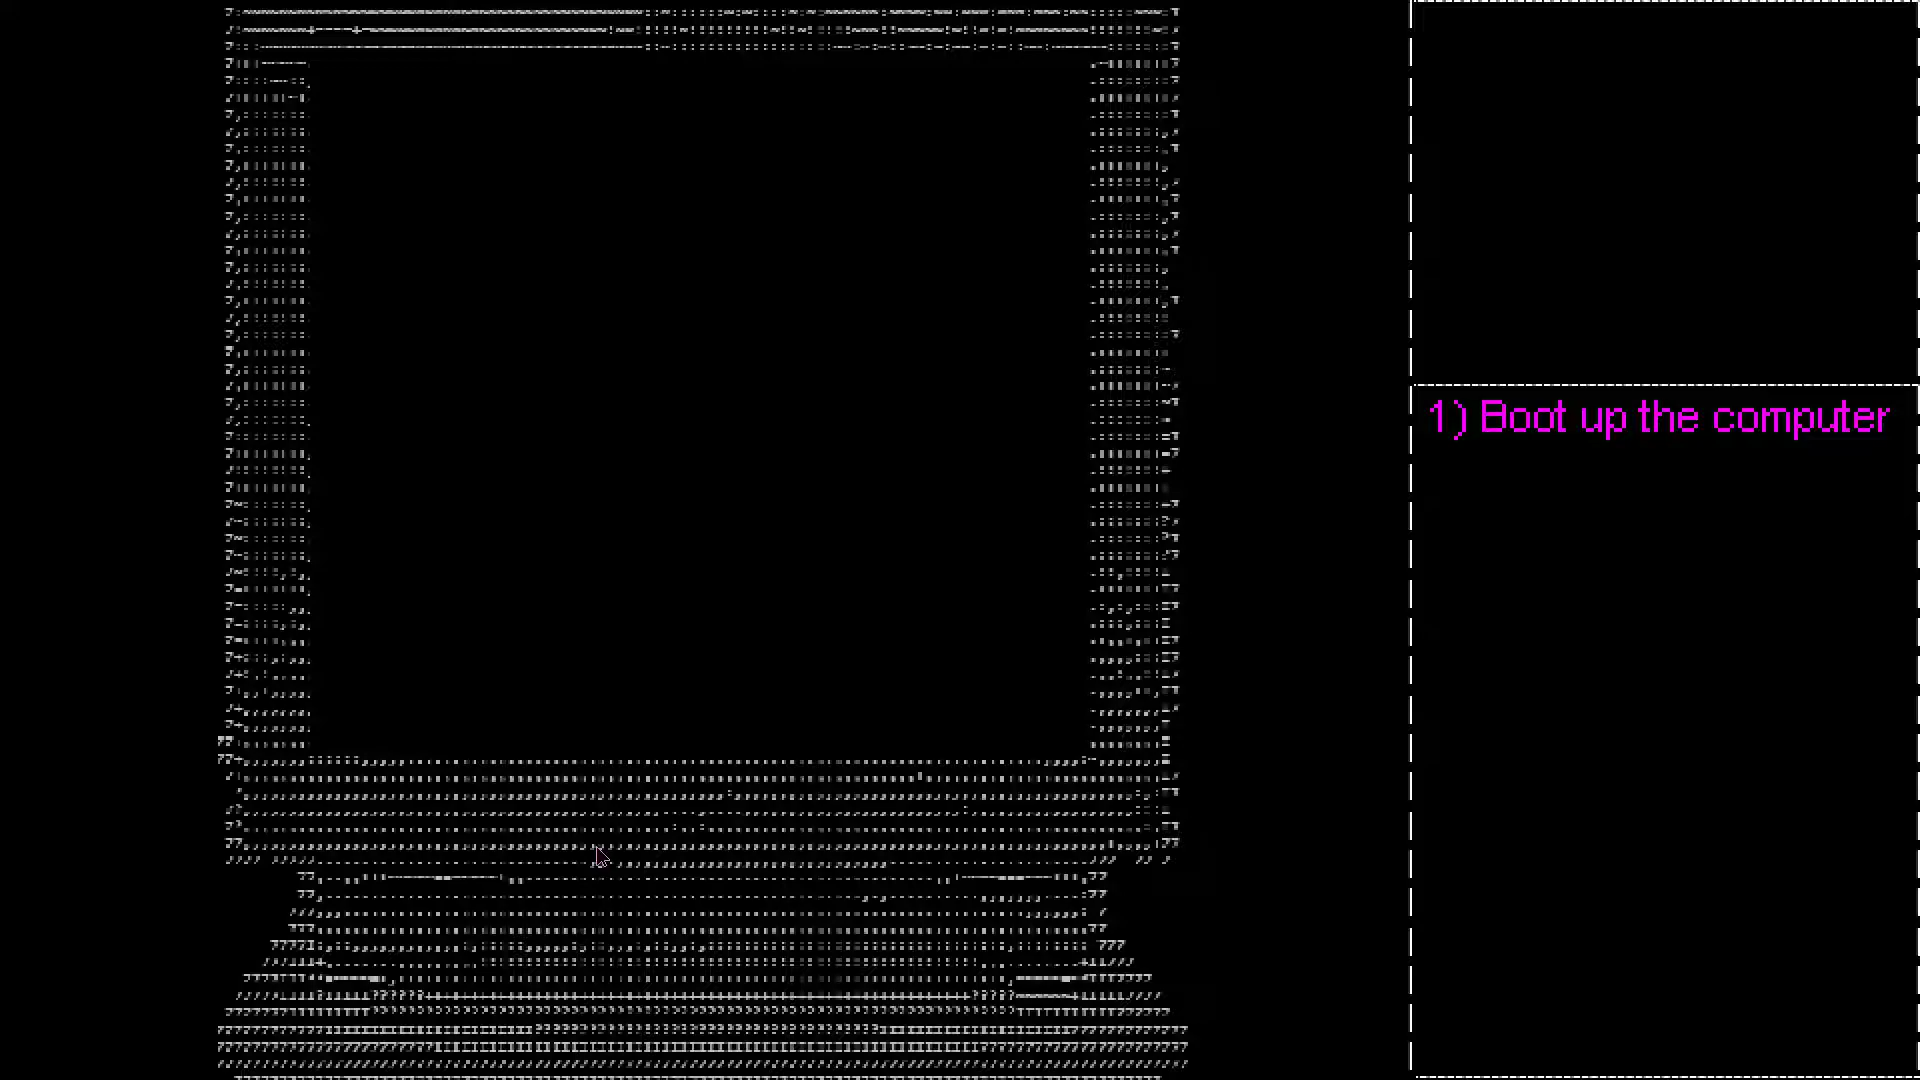 1) Boot up the computer